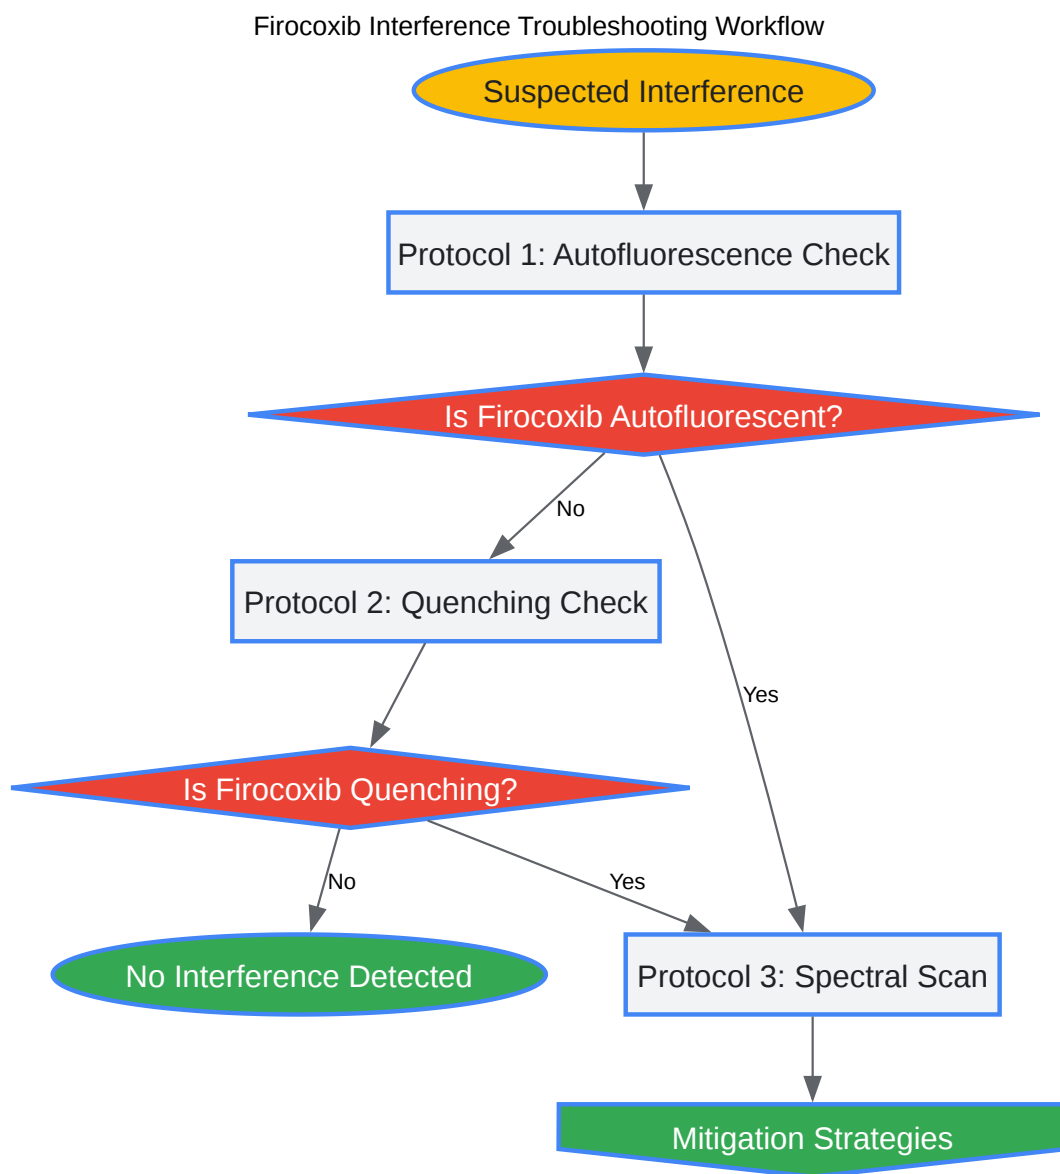 Firocoxib Interference Troubleshooting Workflow
Suspected Interference
Protocol 1: Autofluorescence Check
Is Firocoxib Autofluorescent?
No
Protocol 2: Quenching Check
Yes
Is Firocoxib Quenching?
No
Yes
No Interference Detected
Protocol 3: Spectral Scan
Mitigation Strategies